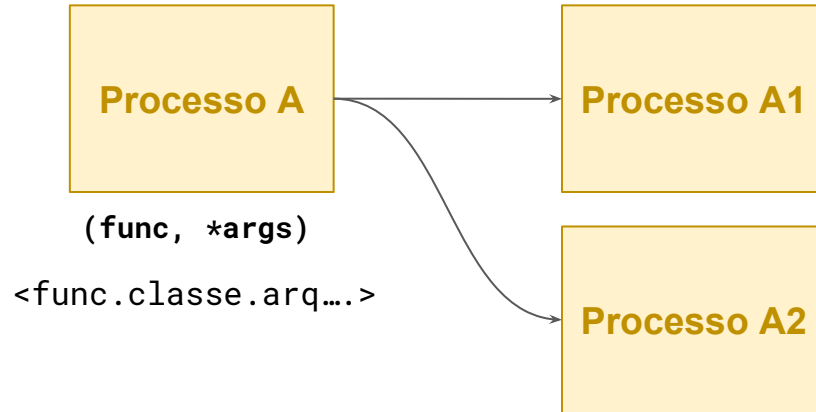 Processo A
Processo A1
(func, *args)
<func.classe.arq….>
Processo A2